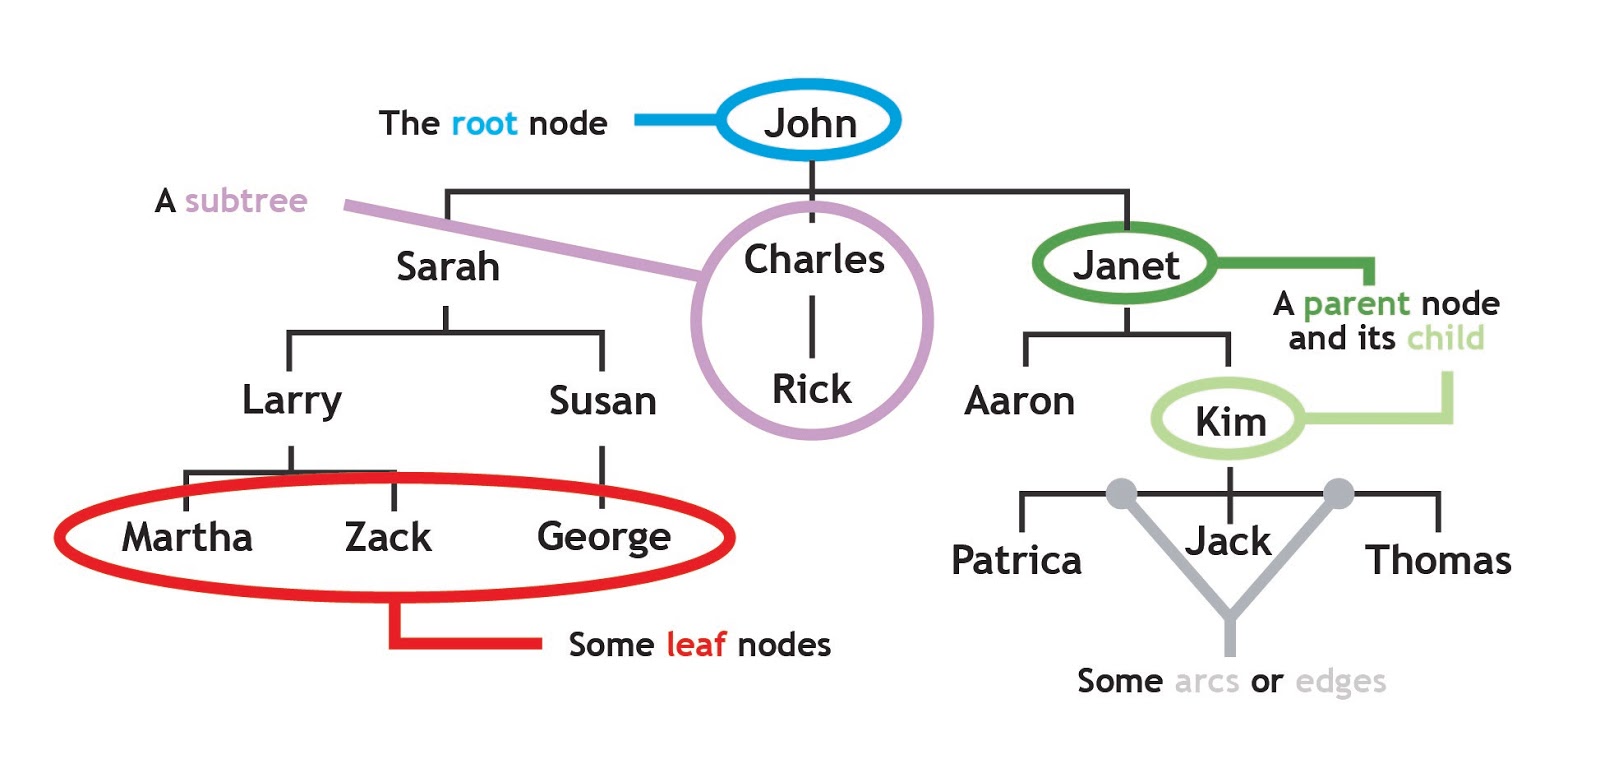 The root node
John
A subtree
Sarah
Charles
Janet
A parent node
and its child
Larry
Susan
Rick
Aaron
Kim
Martha
Zack
George
Patrica
Jack
Thomas
Some leaf nodes
Some arcs or edges